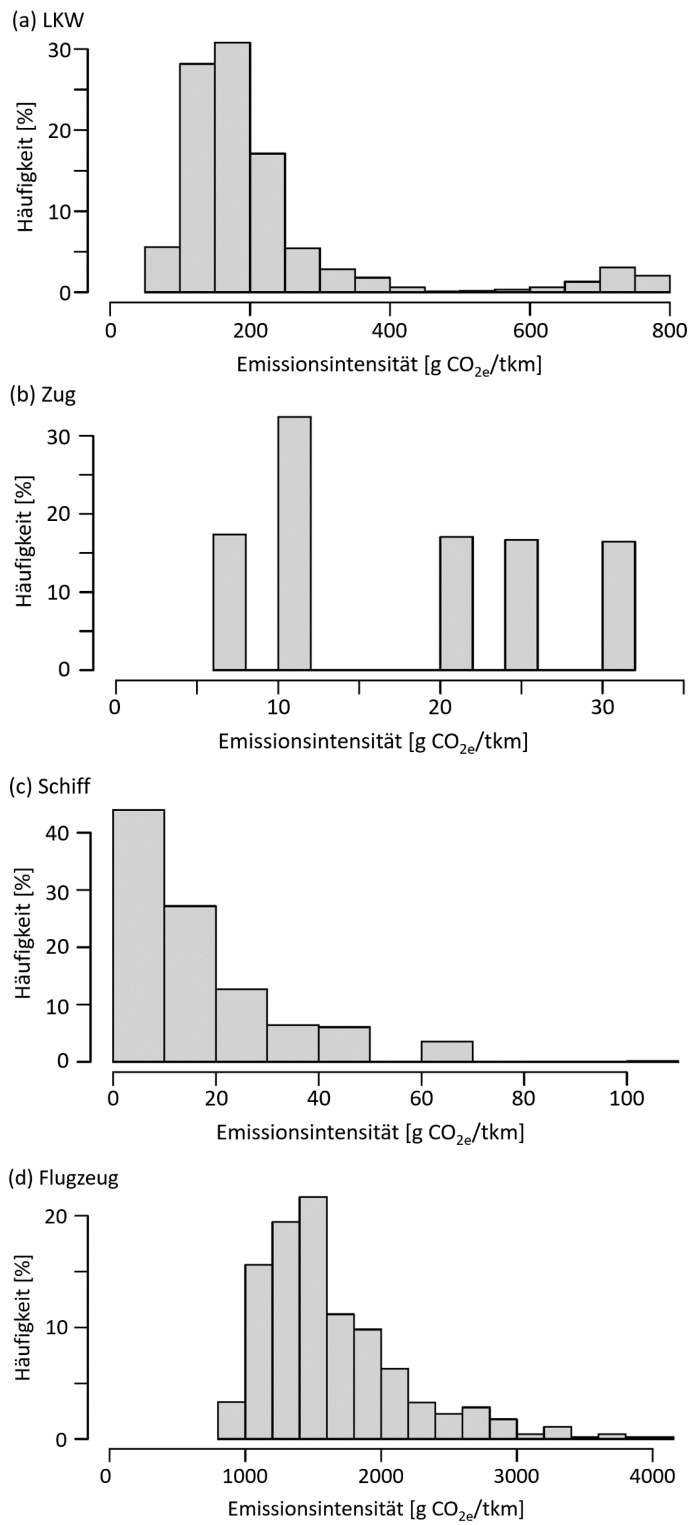 (a) LKW
30
20
10
0
Häufigkeit [%]
0 200 400 600 800
Emissionsintensität [g CO₂ₑ/tkm]
(b) Zug
30
20
10
0
Häufigkeit [%]
0 10 20 30
Emissionsintensität [g CO₂ₑ/tkm]
(c) Schiff
40
30
20
10
0
Häufigkeit [%]
0 20 40 60 80 100
Emissionsintensität [g CO₂ₑ/tkm]
(d) Flugzeug
20
10
0
Häufigkeit [%]
0 1000 2000 3000 4000
Emissionsintensität [g CO₂ₑ/tkm]